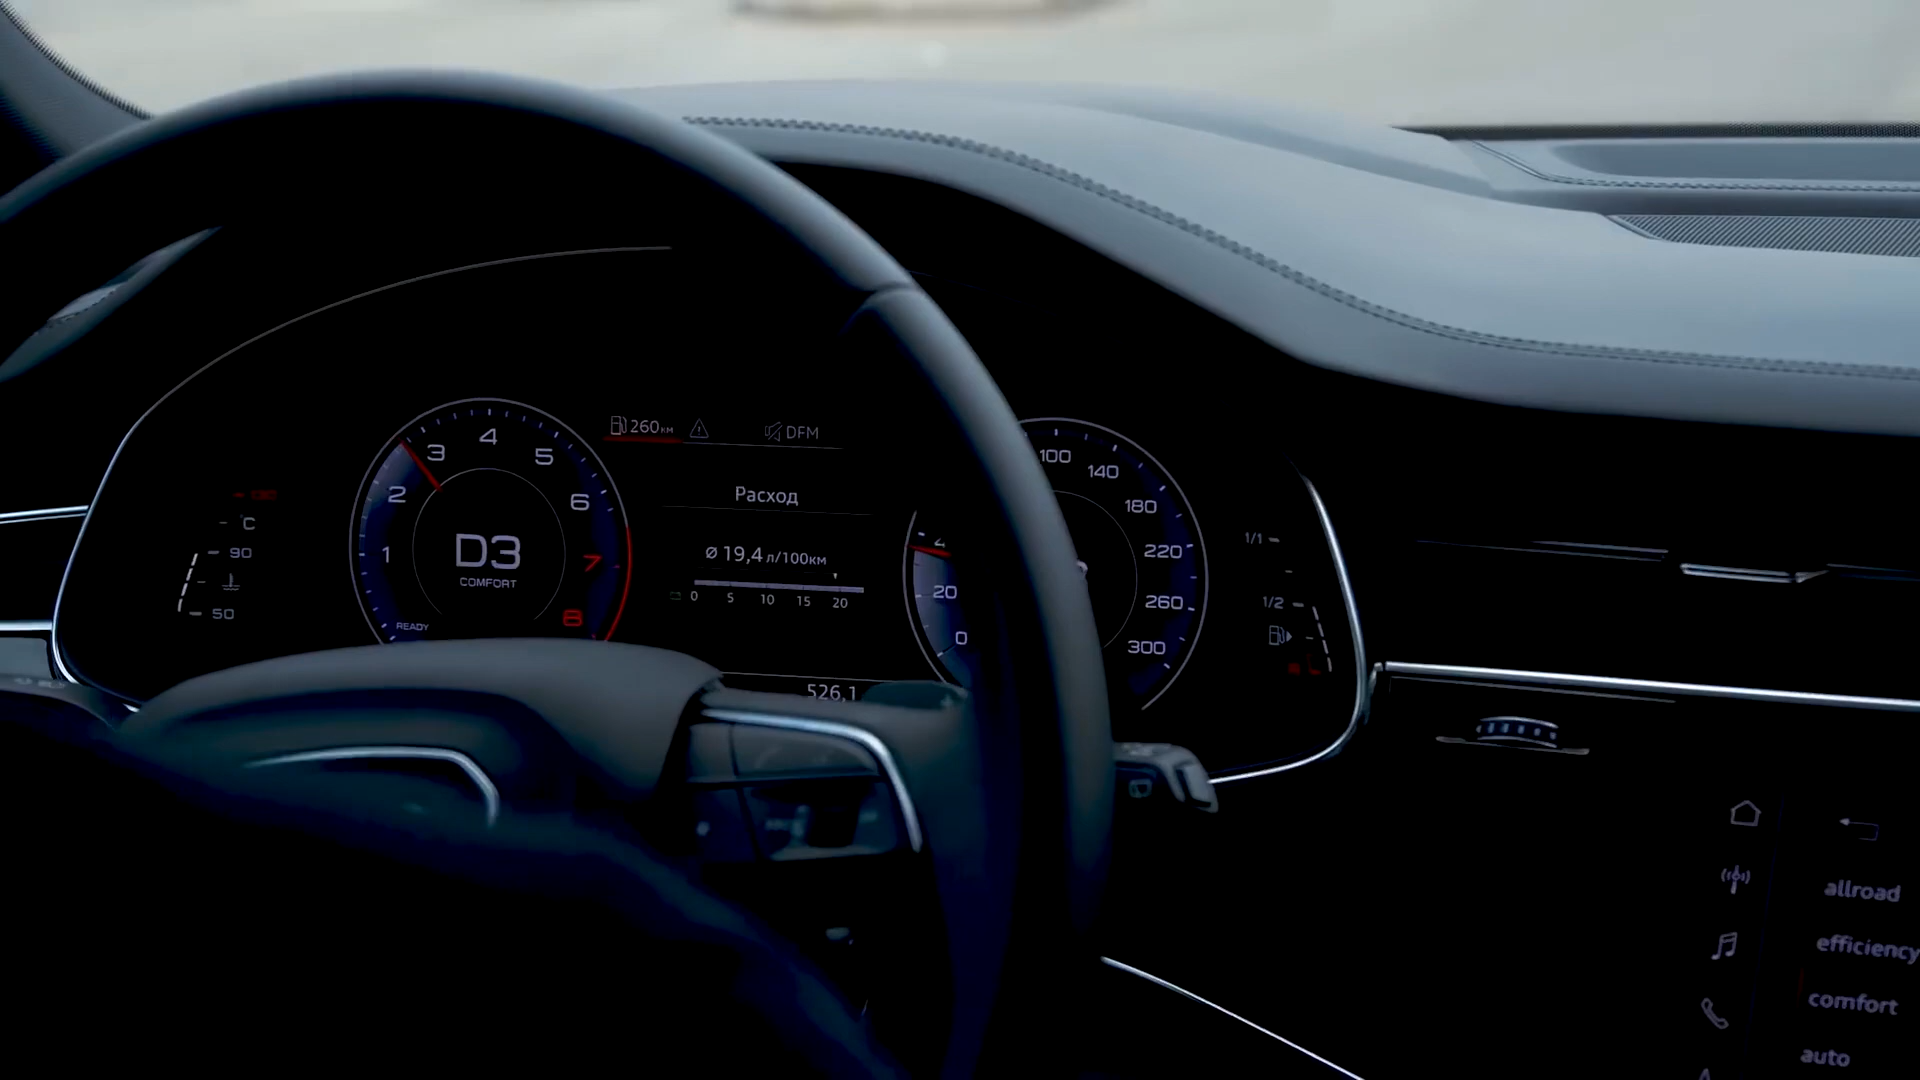 260 км
DFM
Расход
ø 19,4 л/100км
0 5 10 15 20
526,1
°C
90
50
1
2
3
4
5
6
7
8
D3
COMFORT
READY
0
20
100
140
180
220
260
300
1/1
1/2
allroad
efficiency
comfort
auto